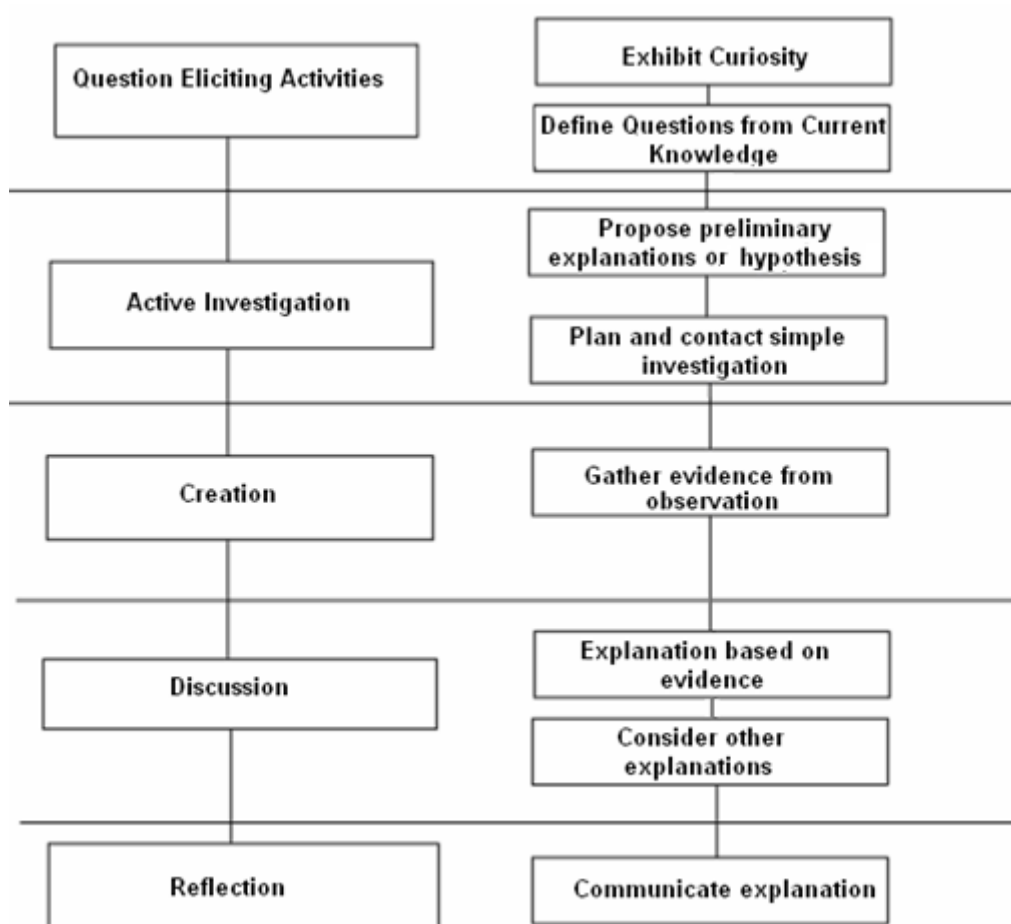 Question Eliciting Activities
Exhibit Curiosity
Define Questions from Current
Knowledge
Active Investigation
Propose preliminary
explanations or hypothesis
Plan and contact simple
investigation
Creation
Gather evidence from
observation
Discussion
Explanation based on
evidence
Consider other
explanations
Reflection
Communicate explanation